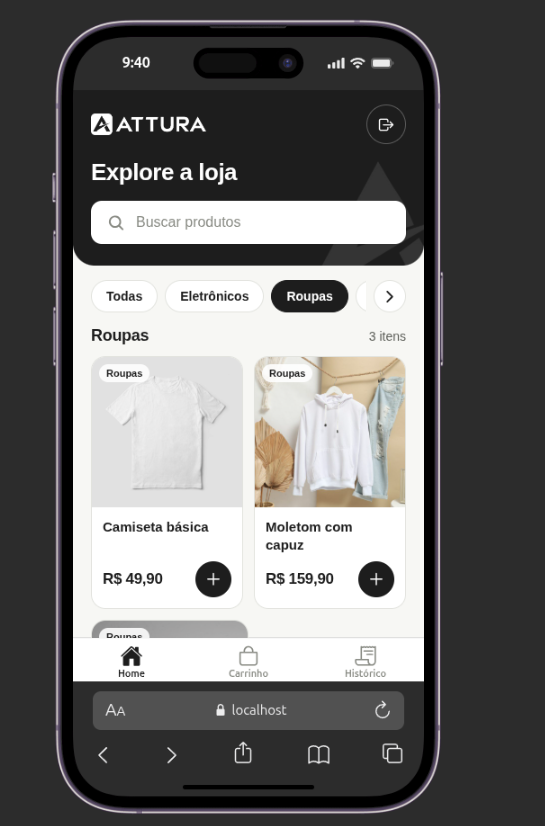 9:40
ATTURA
Explore a loja
Buscar produtos
Todas
Eletrônicos
Roupas
Roupas
3 itens
Roupas
Roupas
Camiseta básica
Moletom com
capuz
R$ 49,90
R$ 159,90
Roupas
Home
Carrinho
Histórico
AA
localhost